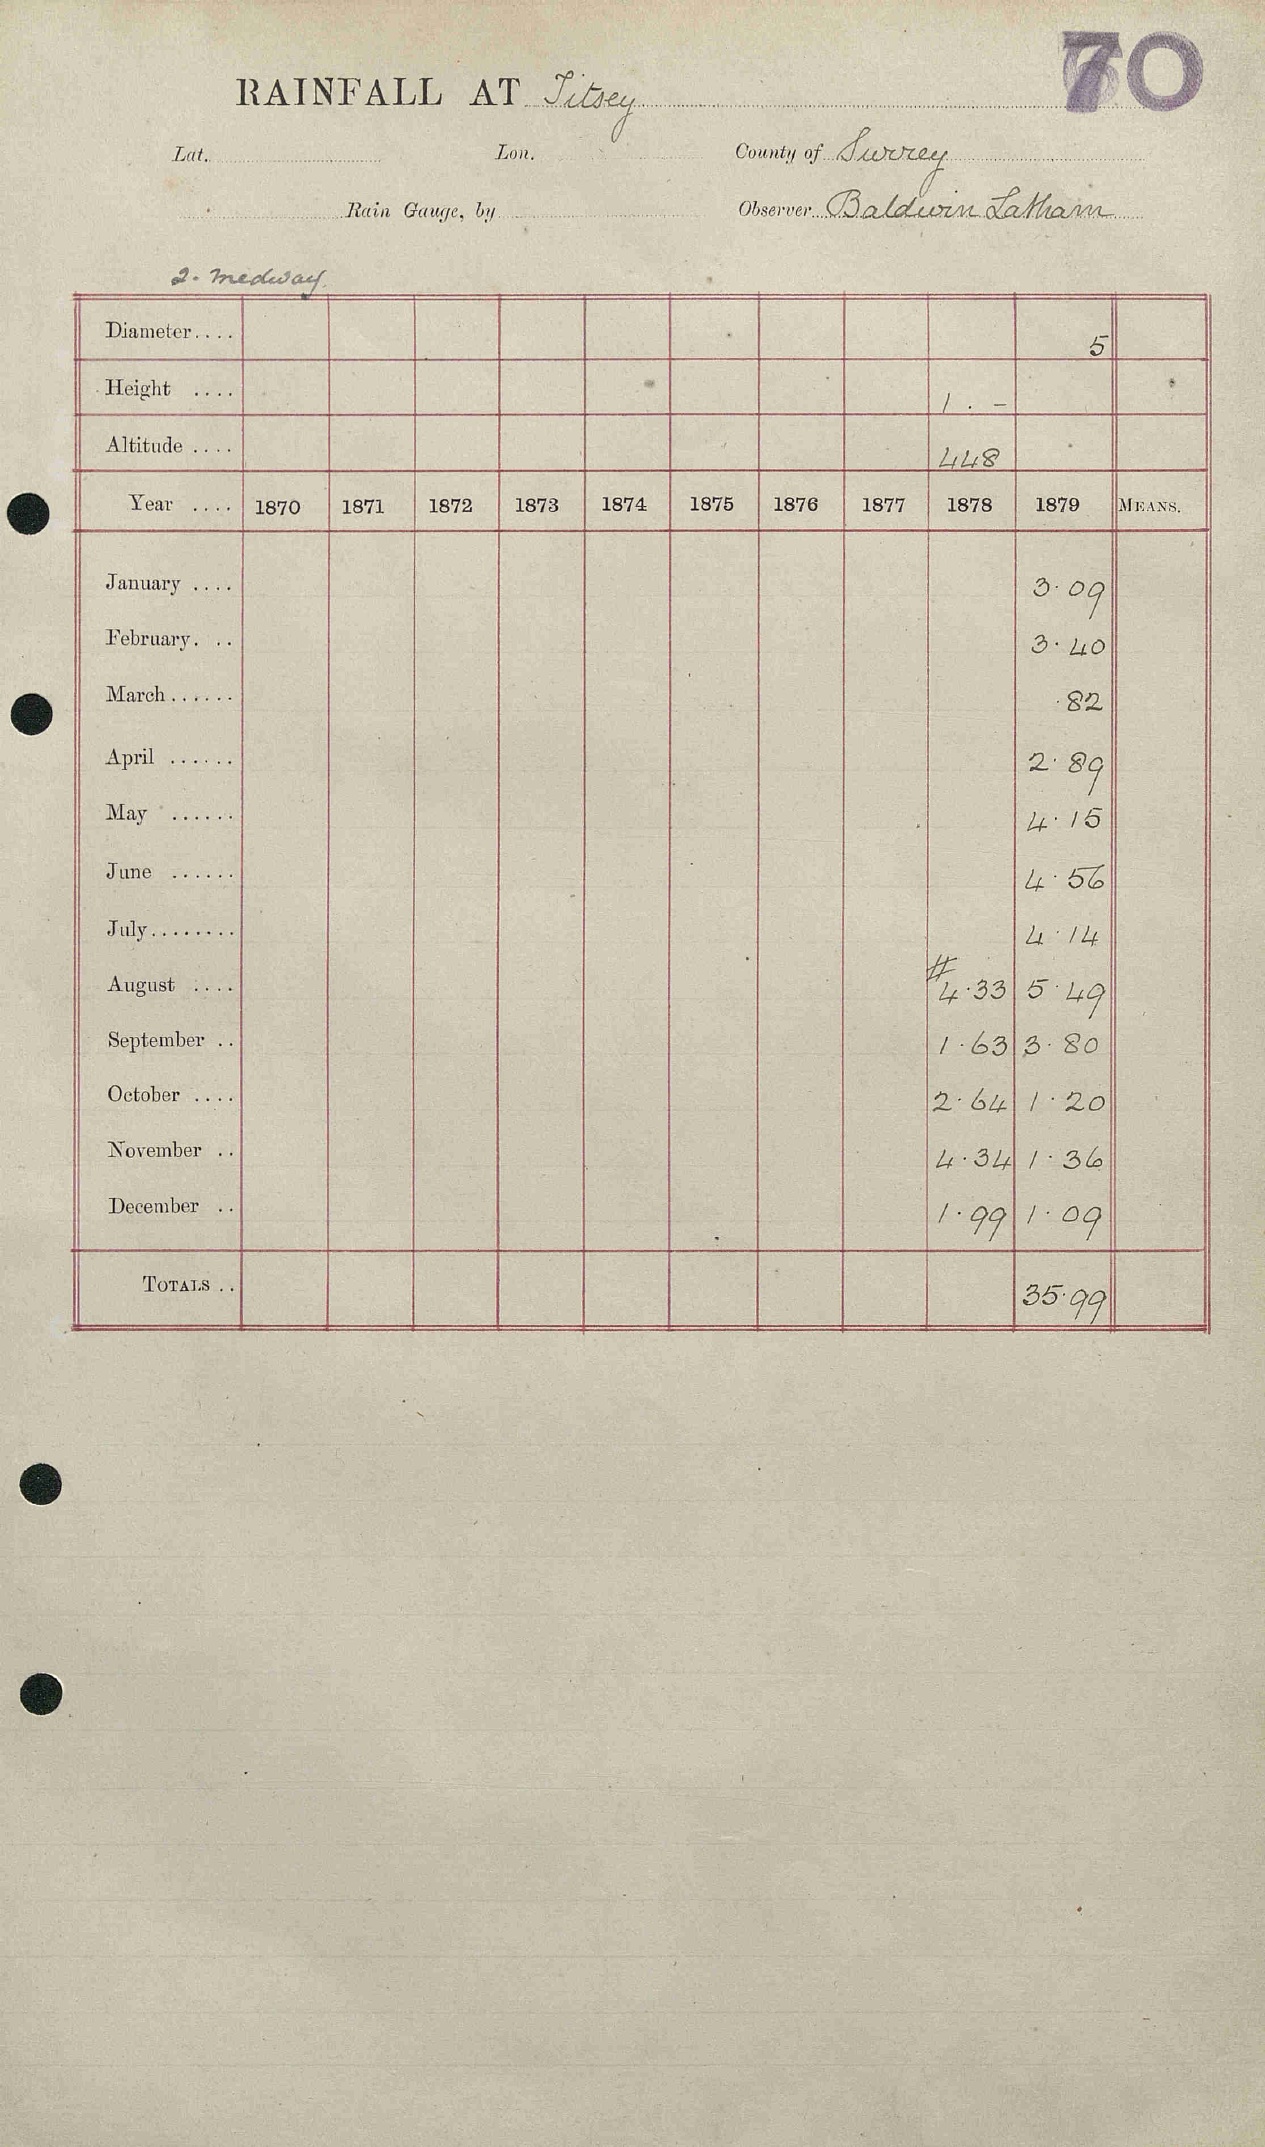 70
RAINFALL AT Titsey
Lat. Lon. County of Surrey
Rain Gauge, by Observer Baldwin Latham
2. Medway.
Diameter.... 5
Height .... 1 . -
Altitude .... 448
Year .... 1870 1871 1872 1873 1874 1875 1876 1877 1878 1879 MEANS.
January .... 3.09
February. .. 3.40
March...... .82
April ...... 2.89
May ...... 4.15
June ...... 4.56
July........ 4.14
August .... #4.33 5.49
September .. 1.63 3.80
October .... 2.64 1.20
November .. 4.34 1.36
December .. 1.99 1.09
TOTALS .. 35.99